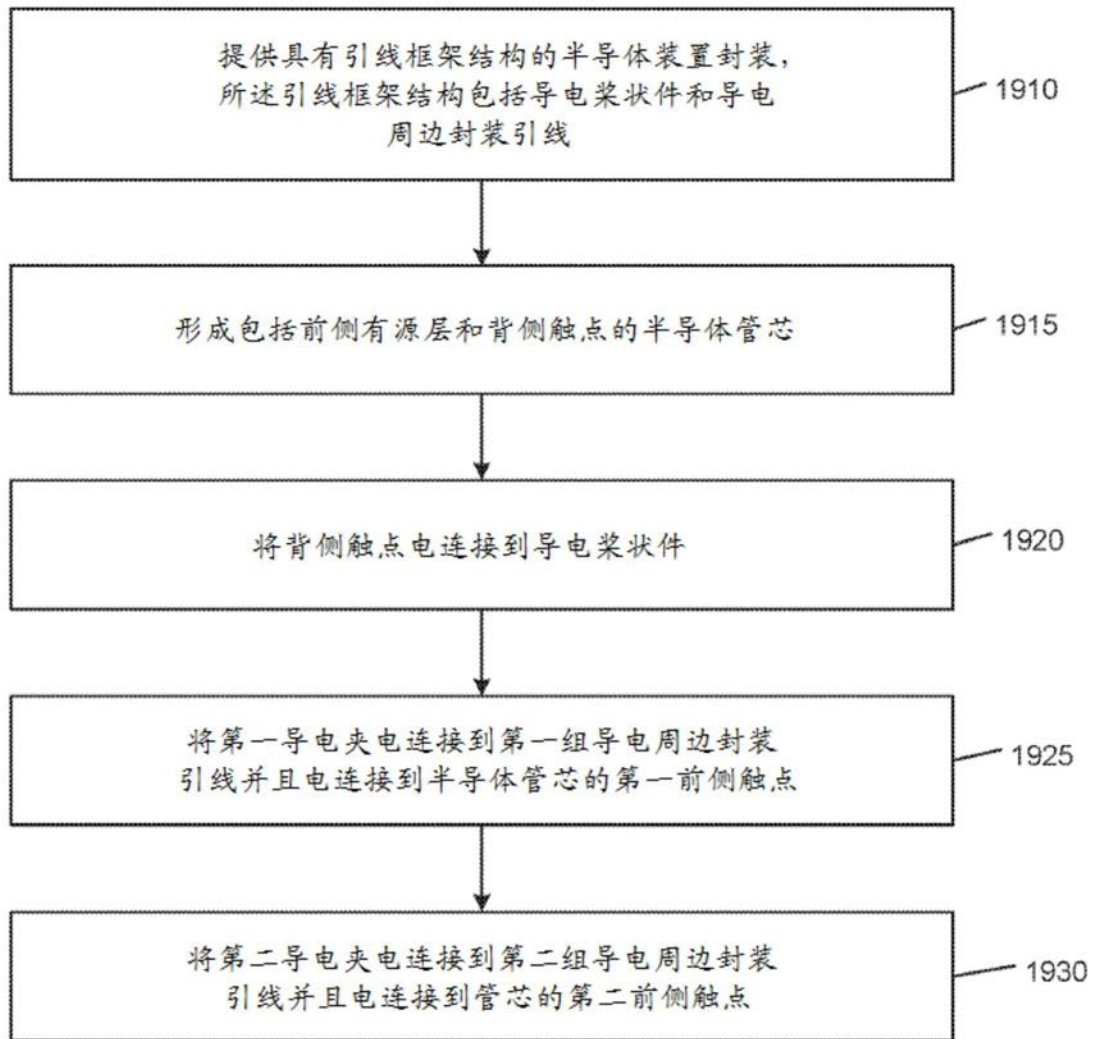 提供具有引线框架结构的半导体装置封装，
所述引线框架结构包括导电桨状件和导电
周边封装引线
1910
形成包括前侧有源层和背侧触点的半导体管芯
1915
将背侧触点电连接到导电桨状件
1920
将第一导电夹电连接到第一组导电周边封装
引线并且电连接到半导体管芯的第一前侧触点
1925
将第二导电夹电连接到第二组导电周边封装
引线并且电连接到管芯的第二前侧触点
1930